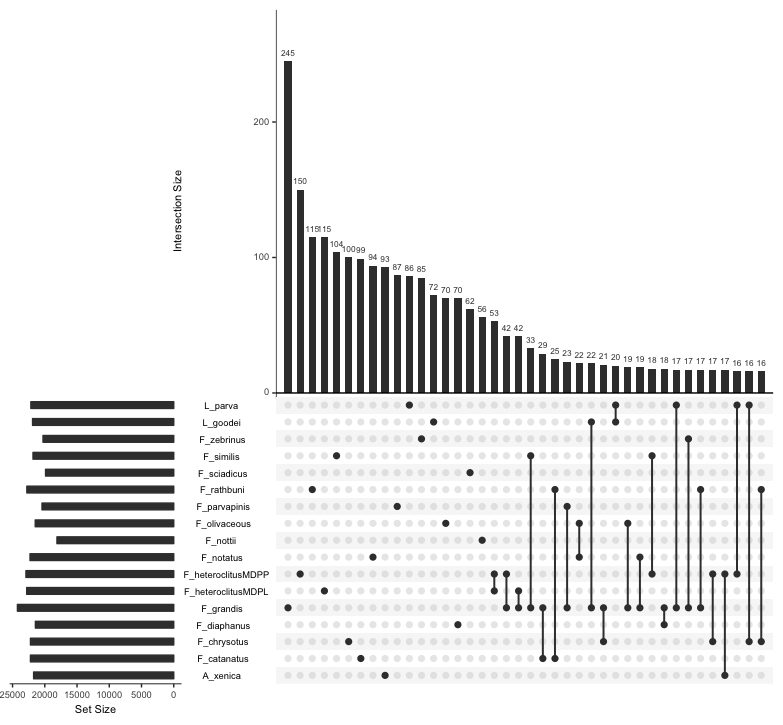 245
200
150
115 115
104 100 99 94 93
100
87 86 85
72 70 70
62 56 53
42 42
33 29 25 23 22 22 21 20 19 19 18 18 17 17 17 17 17 16 16 16
0
Intersection Size
L_parva
L_goodei
F_zebrinus
F_similis
F_sciadicus
F_rathbuni
F_parvapinis
F_olivaceous
F_nottii
F_notatus
F_heteroclitusMDPP
F_heteroclitusMDPL
F_grandis
F_diaphanus
F_chrysotus
F_catanatus
A_xenica
25000 20000 15000 10000 5000 0
Set Size